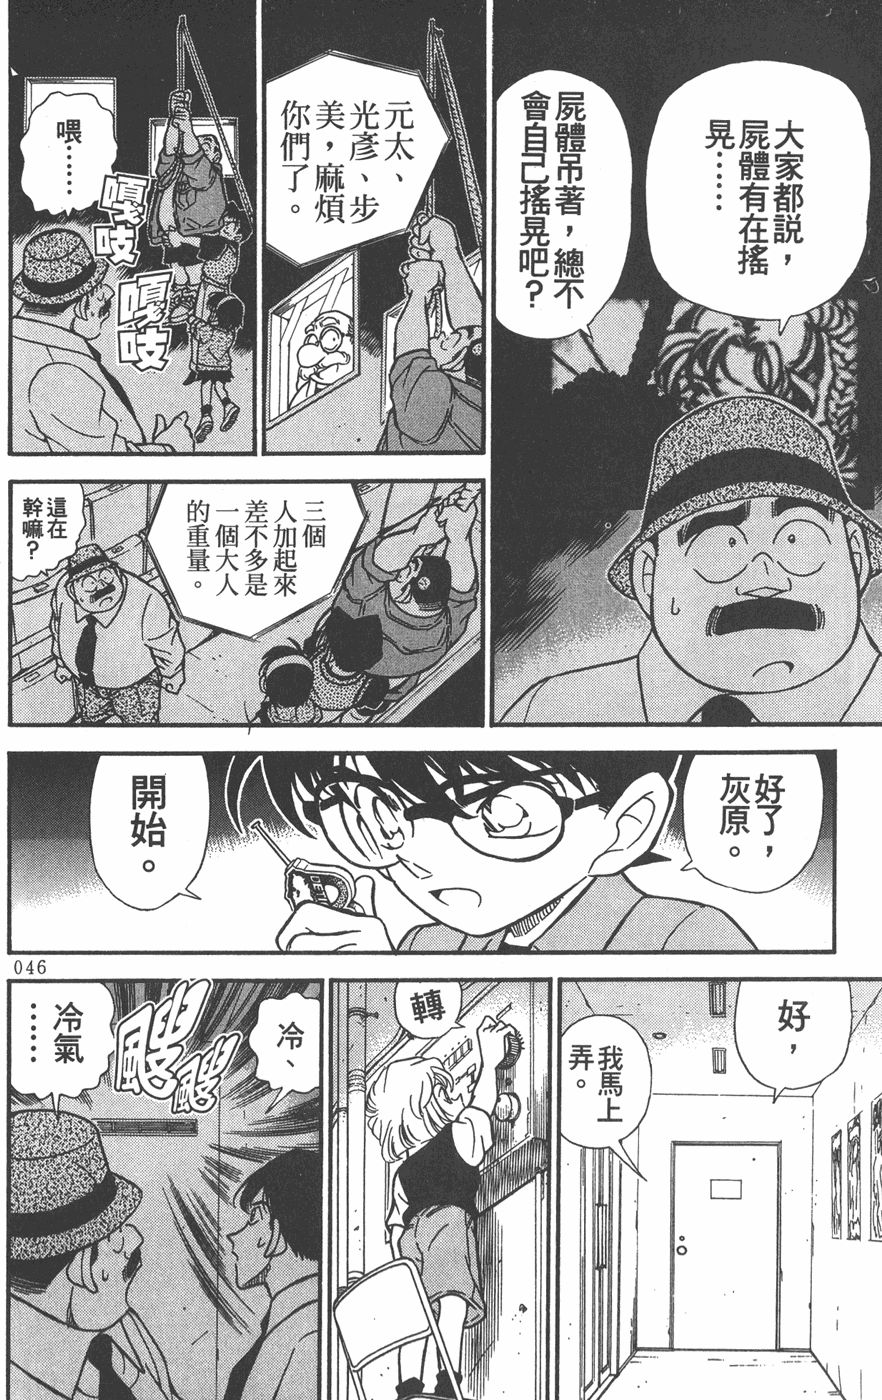 大家都說，
屍體有在搖
晃……
屍體吊著，總不
會自己搖晃吧？
元太、
光彥、步
美，麻煩
你們了。
喂……
嘎吱
嘎吱
三個
人加起來
差不多是
一個大人
的重量。
這在
幹嘛？
好了，
灰原。
開始。
046
好，
我馬上
弄。
轉
冷、
冷氣
……
颼
颼